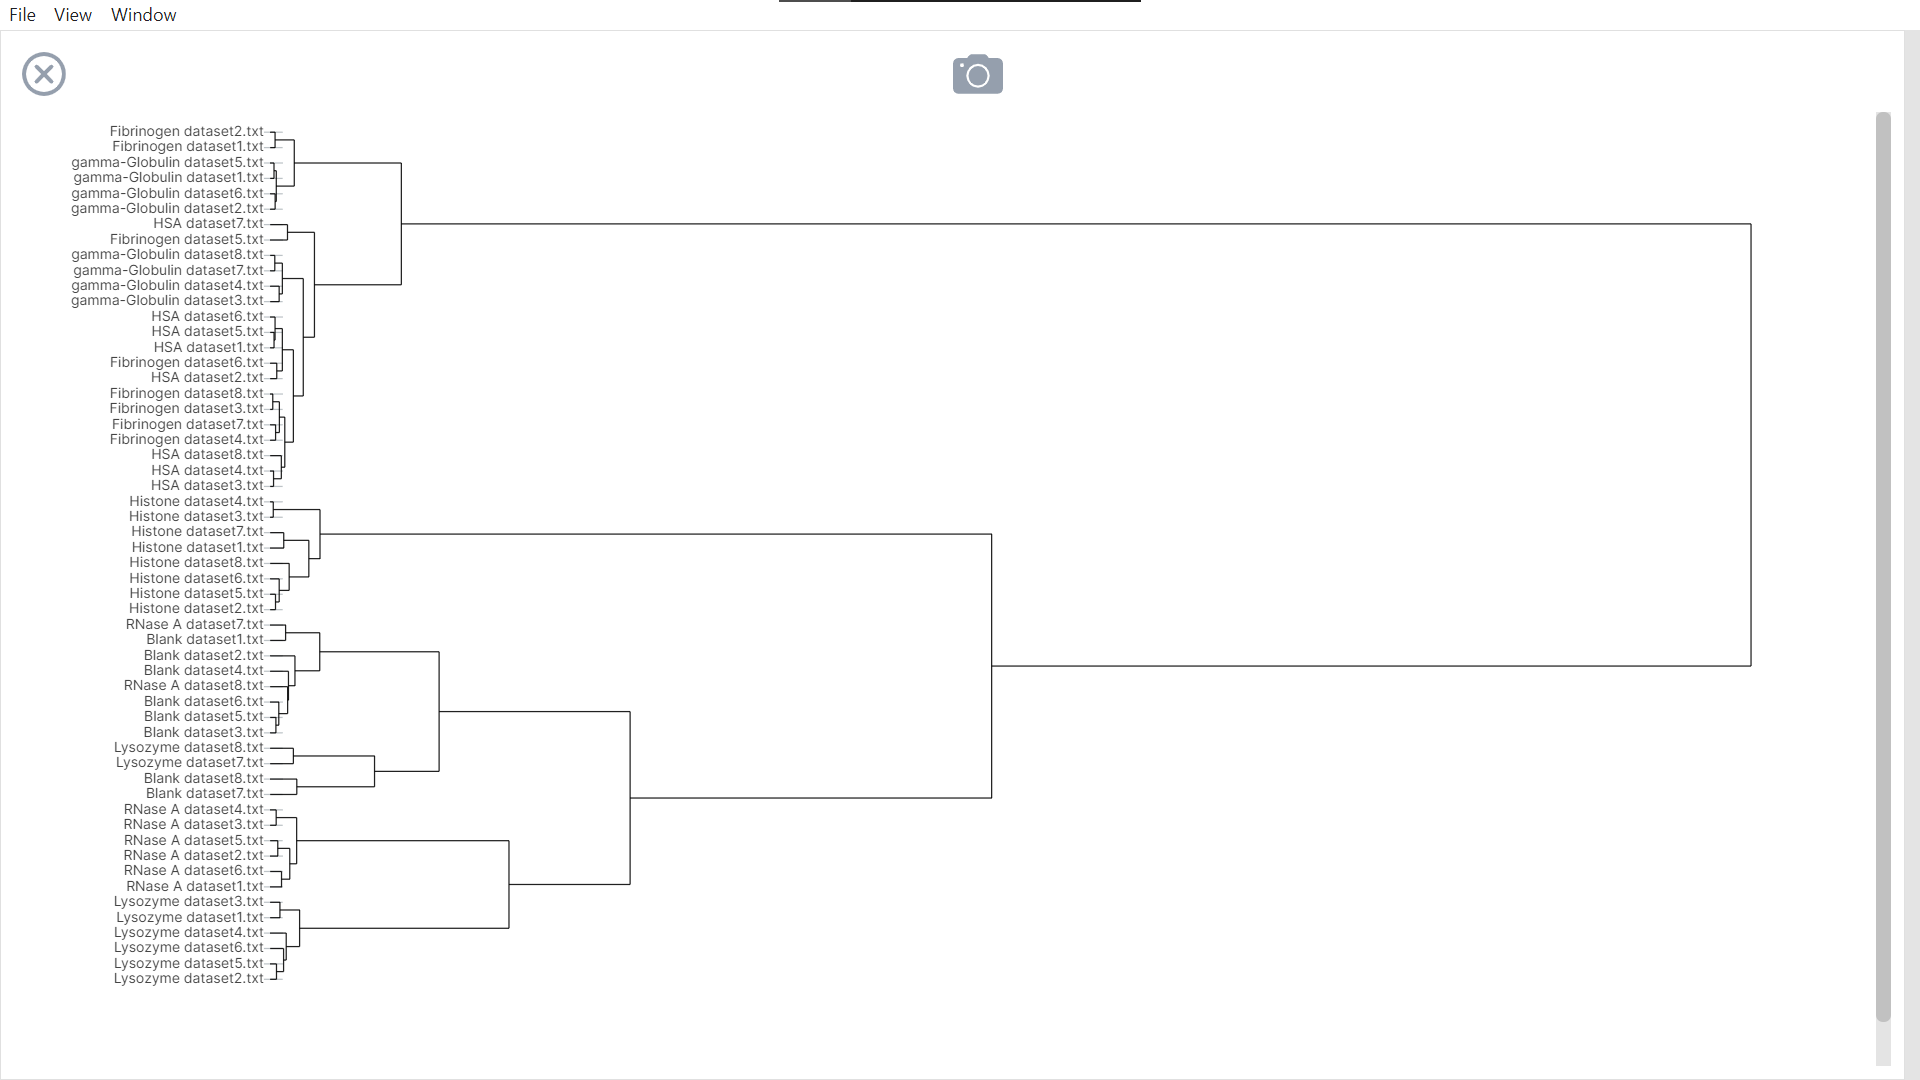 File View Window
Fibrinogen dataset2.txt
Fibrinogen dataset1.txt
gamma-Globulin dataset5.txt
gamma-Globulin dataset1.txt
gamma-Globulin dataset6.txt
gamma-Globulin dataset2.txt
HSA dataset7.txt
Fibrinogen dataset5.txt
gamma-Globulin dataset8.txt
gamma-Globulin dataset7.txt
gamma-Globulin dataset4.txt
gamma-Globulin dataset3.txt
HSA dataset6.txt
HSA dataset5.txt
HSA dataset1.txt
Fibrinogen dataset6.txt
HSA dataset2.txt
Fibrinogen dataset8.txt
Fibrinogen dataset3.txt
Fibrinogen dataset7.txt
Fibrinogen dataset4.txt
HSA dataset8.txt
HSA dataset4.txt
HSA dataset3.txt
Histone dataset4.txt
Histone dataset3.txt
Histone dataset7.txt
Histone dataset1.txt
Histone dataset8.txt
Histone dataset6.txt
Histone dataset5.txt
Histone dataset2.txt
RNase A dataset7.txt
Blank dataset1.txt
Blank dataset2.txt
Blank dataset4.txt
RNase A dataset8.txt
Blank dataset6.txt
Blank dataset5.txt
Blank dataset3.txt
Lysozyme dataset8.txt
Lysozyme dataset7.txt
Blank dataset8.txt
Blank dataset7.txt
RNase A dataset4.txt
RNase A dataset3.txt
RNase A dataset5.txt
RNase A dataset2.txt
RNase A dataset6.txt
RNase A dataset1.txt
Lysozyme dataset3.txt
Lysozyme dataset1.txt
Lysozyme dataset4.txt
Lysozyme dataset6.txt
Lysozyme dataset5.txt
Lysozyme dataset2.txt